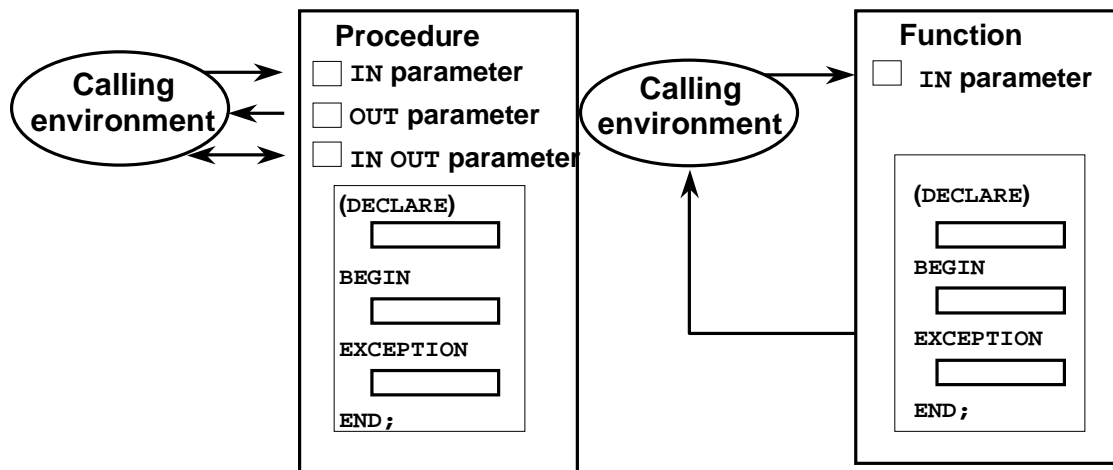 Calling
environment
Procedure
IN parameter
OUT parameter
IN OUT parameter
(DECLARE)
BEGIN
EXCEPTION
END;
Calling
environment
Function
IN parameter
(DECLARE)
BEGIN
EXCEPTION
END;